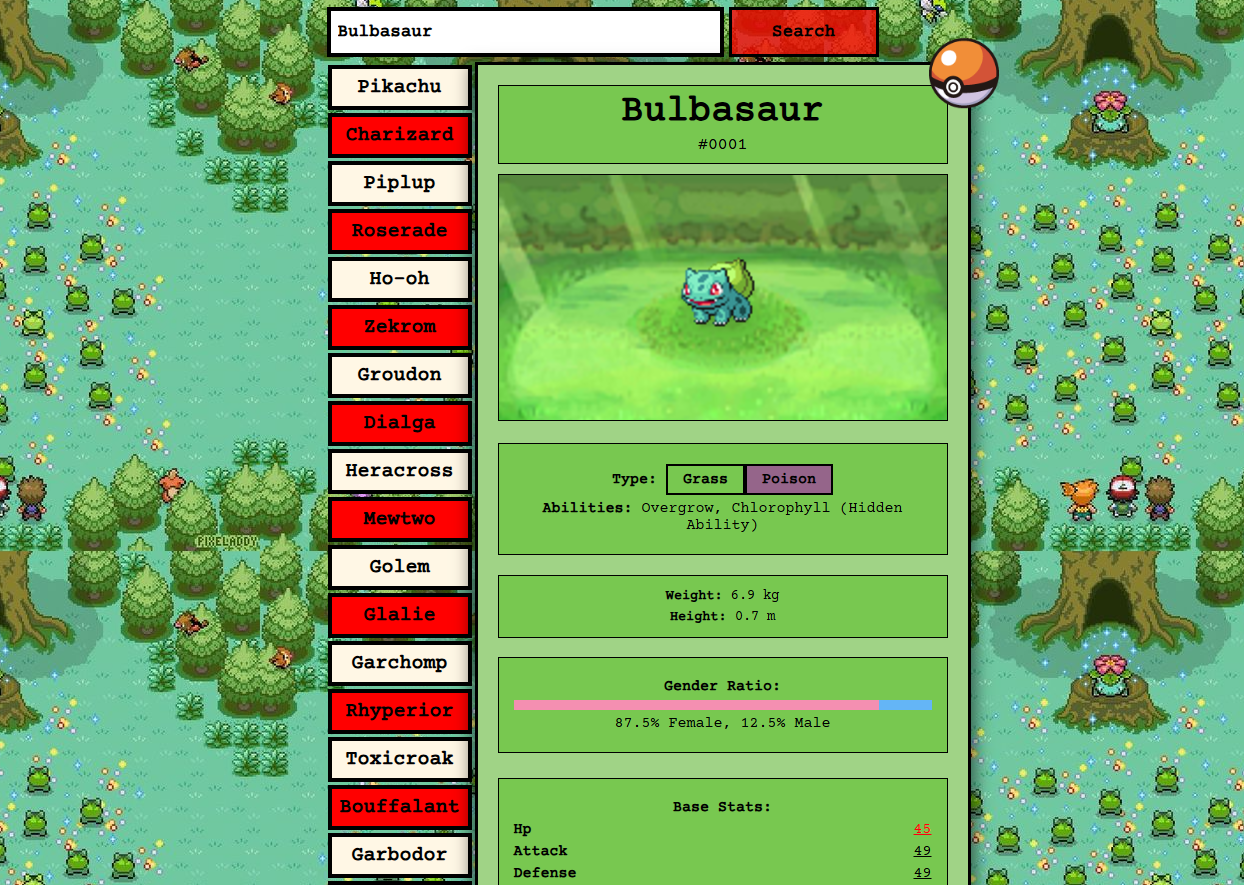 Bulbasaur
Search
Pikachu
Charizard
Piplup
Roserade
Ho-oh
Zekrom
Groudon
Dialga
Heracross
Mewtwo
Golem
Glalie
Garchomp
Rhyperior
Toxicroak
Bouffalant
Garbodor
Bulbasaur
#0001
Type: Grass Poison
Abilities: Overgrow, Chlorophyll (Hidden
Ability)
Weight: 6.9 kg
Height: 0.7 m
Gender Ratio:
87.5% Female, 12.5% Male
Base Stats:
Hp 45
Attack 49
Defense 49
PIXELADDY